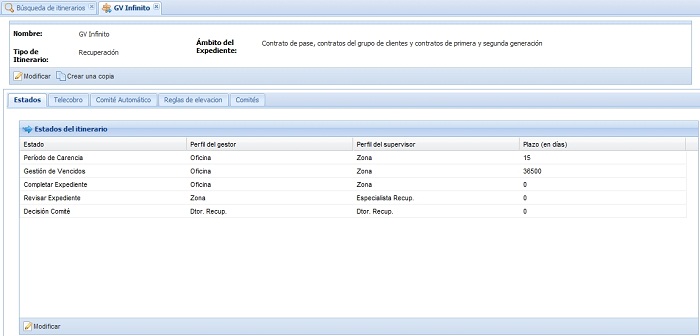 Búsqueda de itinerarios GV Infinito
Nombre: GV Infinito
Ámbito del Expediente: Contrato de pase, contratos del grupo de clientes y contratos de primera y segunda generación
Tipo de Itinerario: Recuperación
Modificar Crear una copia
Estados Telecobro Comité Automático Reglas de elevacion Comités
Estados del itinerario
Estado Perfil del gestor Perfil del supervisor Plazo (en días)
Período de Carencia Oficina Zona 15
Gestión de Vencidos Oficina Zona 36500
Completar Expediente Oficina Zona 0
Revisar Expediente Zona Especialista Recup. 0
Decisión Comité Dtor. Recup. Dtor. Recup. 0
Modificar